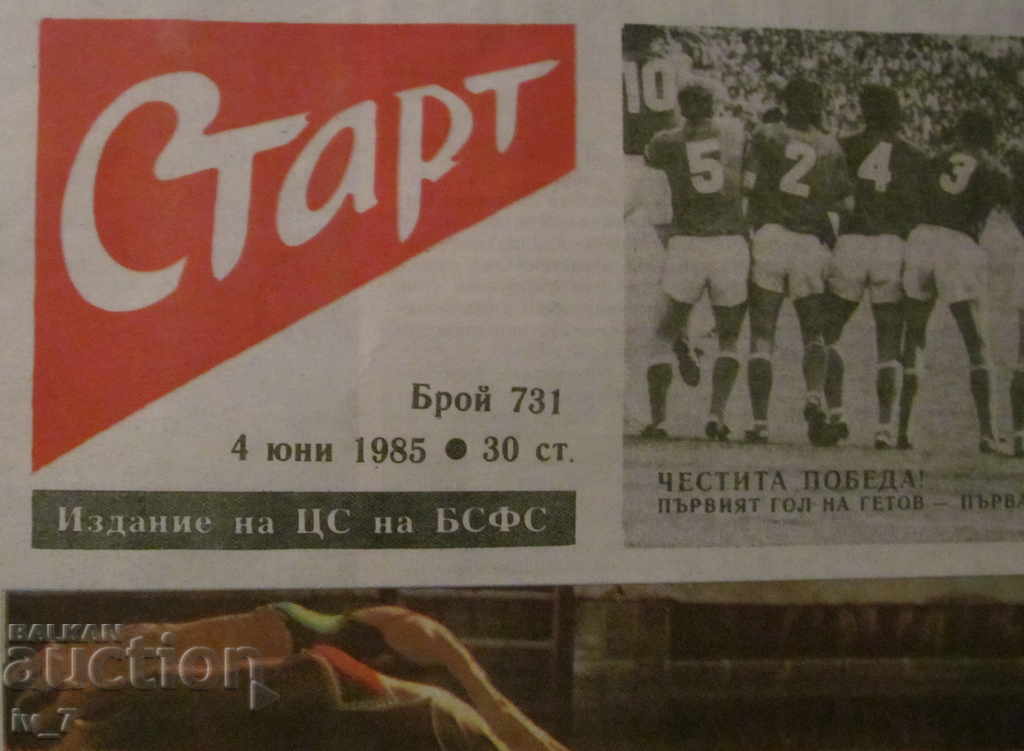 Старт
Брой 731
4 юни 1985 ● 30 ст.
Издание на ЦС на БСФС
10
5 2 4 3
ЧЕСТИТА ПОБЕДА!
ПЪРВИЯТ ГОЛ НА ГЕТОВ – ПЪРВА
BALKAN
auction
iv_7